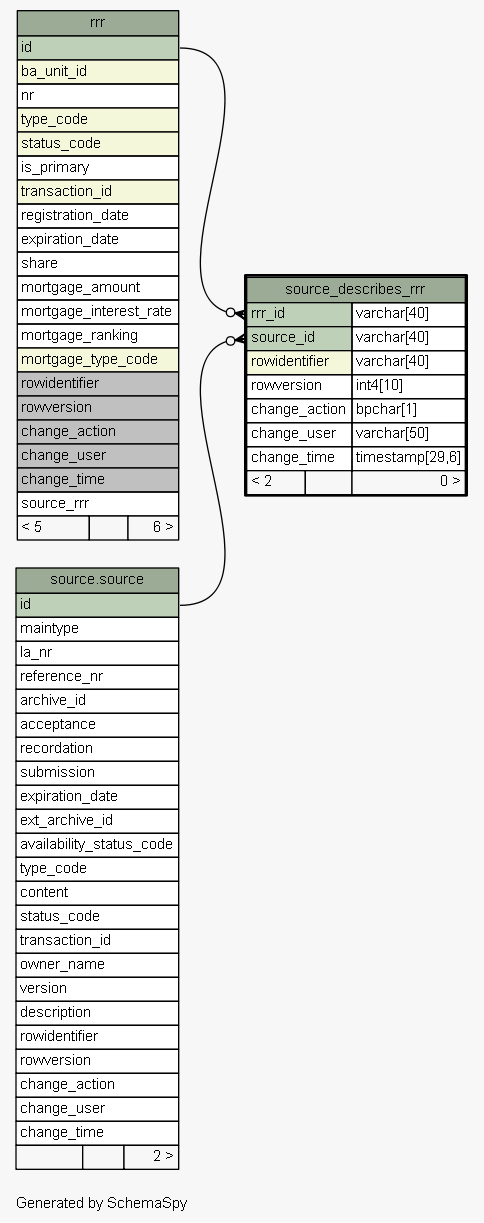 rrr
id
ba_unit_id
nr
type_code
status_code
is_primary
transaction_id
registration_date
expiration_date
share
mortgage_amount
mortgage_interest_rate
mortgage_ranking
mortgage_type_code
rowidentifier
rowversion
change_action
change_user
change_time
source_rrr
< 5 6 >
source_describes_rrr
rrr_id varchar[40]
source_id varchar[40]
rowidentifier varchar[40]
rowversion int4[10]
change_action bpchar[1]
change_user varchar[50]
change_time timestamp[29,6]
< 2 0 >
source.source
id
maintype
la_nr
reference_nr
archive_id
acceptance
recordation
submission
expiration_date
ext_archive_id
availability_status_code
type_code
content
status_code
transaction_id
owner_name
version
description
rowidentifier
rowversion
change_action
change_user
change_time
2 >
Generated by SchemaSpy